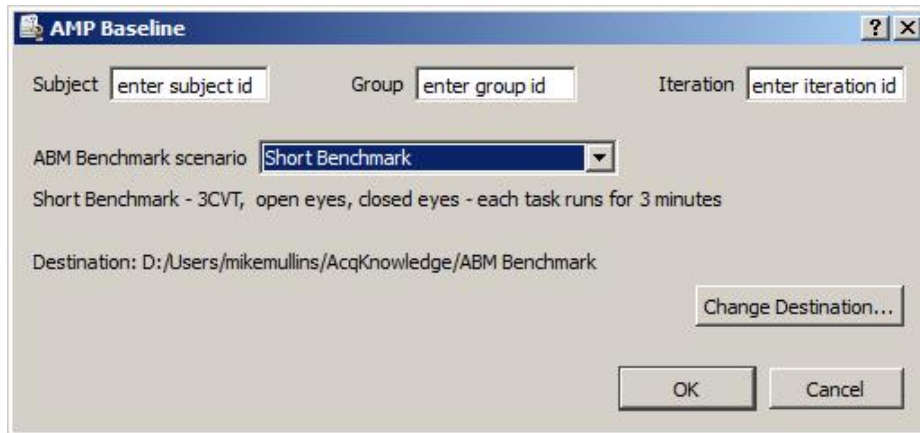 AMP Baseline
Subject enter subject id Group enter group id Iteration enter iteration id
ABM Benchmark scenario Short Benchmark
Short Benchmark - 3CVT, open eyes, closed eyes - each task runs for 3 minutes
Destination: D:/Users/mikemullins/AcqKnowledge/ABM Benchmark
Change Destination...
OK Cancel